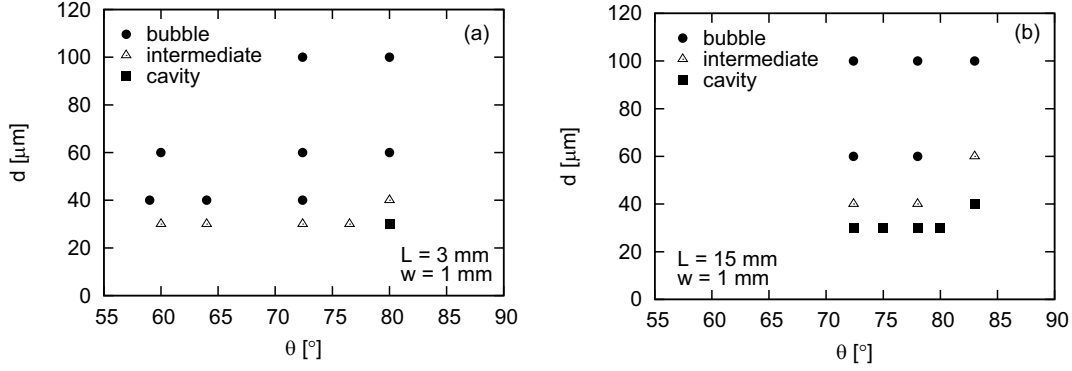 120
100
80
60
40
20
0
d [μm]
55 60 65 70 75 80 85 90
θ [°]
bubble
intermediate
cavity
(a)
L = 3 mm
w = 1 mm
120
100
80
60
40
20
0
d [μm]
55 60 65 70 75 80 85 90
θ [°]
bubble
intermediate
cavity
(b)
L = 15 mm
w = 1 mm